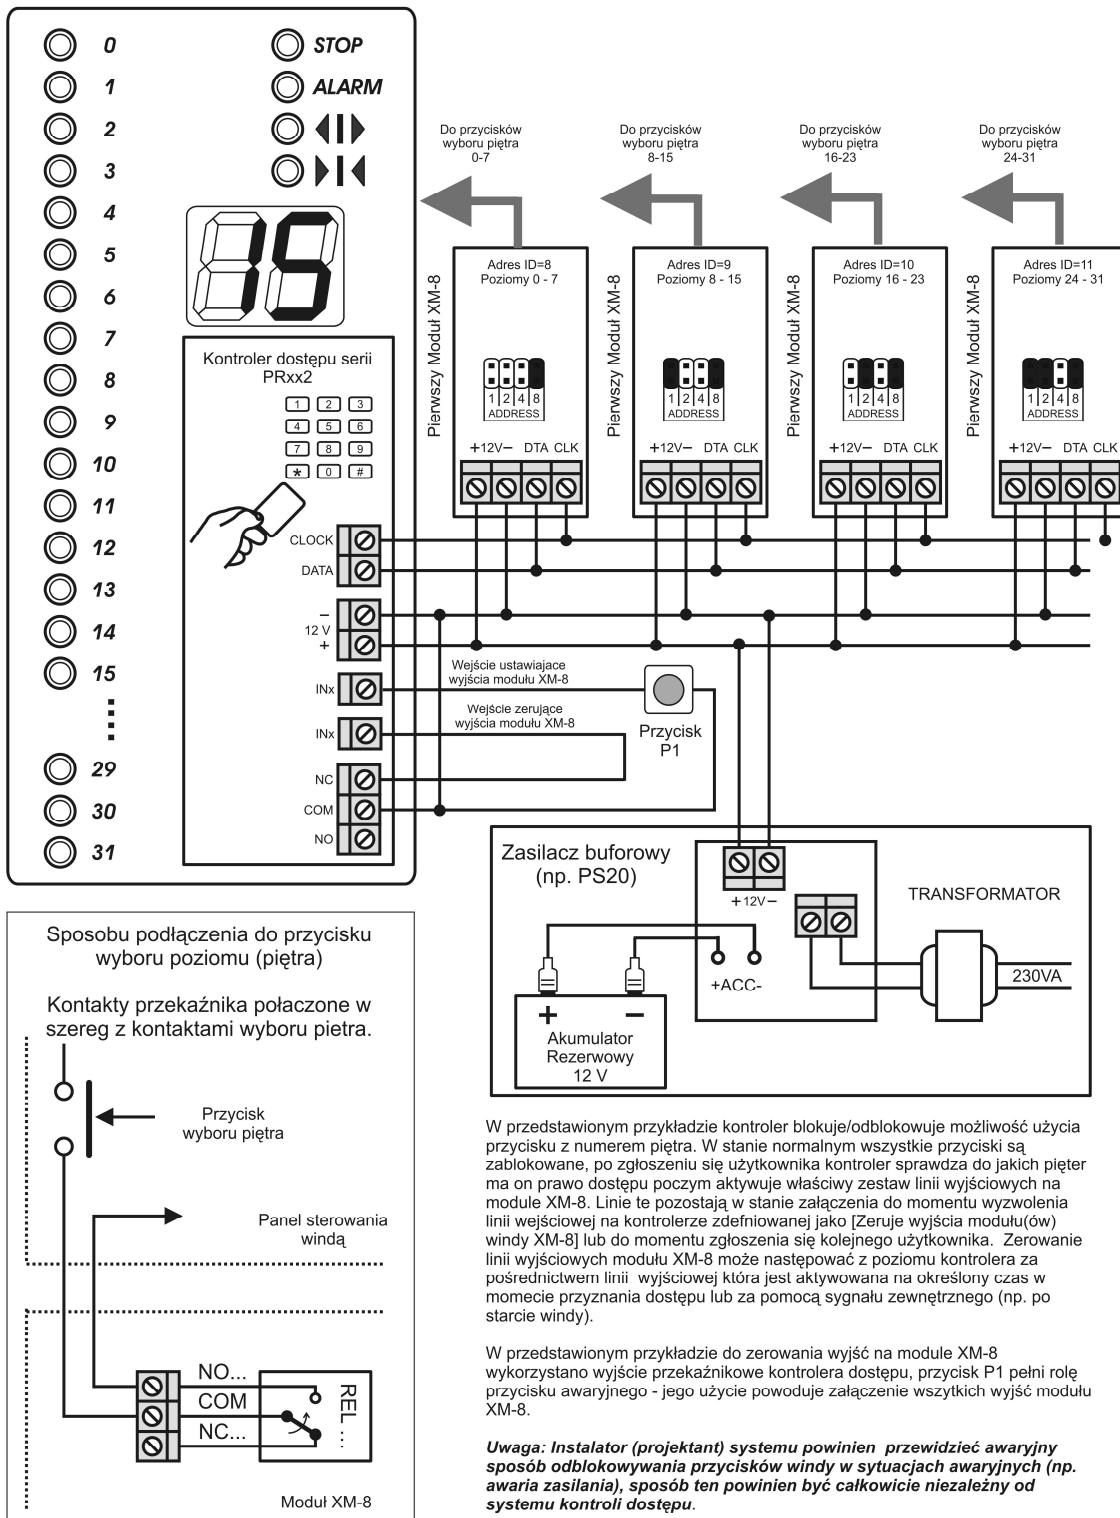 0
1
2
3
4
5
6
7
8
9
10
11
12
13
14
15
29
30
31
STOP
ALARM
15
Kontroler dostępu serii
PRxx2
1 2 3
4 5 6
7 8 9
* 0 #
CLOCK
DATA
–
12 V
+
INx
INx
NC
COM
NO
Do przycisków
wyboru piętra
0-7
Pierwszy Moduł XM-8
Adres ID=8
Poziomy 0 - 7
1 2 4 8
ADDRESS
+12V– DTA CLK
Do przycisków
wyboru piętra
8-15
Pierwszy Moduł XM-8
Adres ID=9
Poziomy 8 - 15
1 2 4 8
ADDRESS
+12V– DTA CLK
Do przycisków
wyboru piętra
16-23
Pierwszy Moduł XM-8
Adres ID=10
Poziomy 16 - 23
1 2 4 8
ADDRESS
+12V– DTA CLK
Do przycisków
wyboru piętra
24-31
Pierwszy Moduł XM-8
Adres ID=11
Poziomy 24 - 31
1 2 4 8
ADDRESS
+12V– DTA CLK
Wejście ustawiajace
wyjścia modułu XM-8
Wejście zerujące
wyjścia modułu XM-8
Przycisk
P1
Zasilacz buforowy
(np. PS20)
+12V–
TRANSFORMATOR
230VA
+ACC-
+ –
Akumulator
Rezerwowy
12 V
Sposobu podłączenia do przycisku
wyboru poziomu (piętra)
Kontakty przekaźnika połaczone w
szereg z kontaktami wyboru pietra.
Przycisk
wyboru piętra
Panel sterowania
windą
NO...
COM
NC...
REL ...
Moduł XM-8
W przedstawionym przykładzie kontroler blokuje/odblokowuje możliwość użycia
przycisku z numerem piętra. W stanie normalnym wszystkie przyciski są
zablokowane, po zgłoszeniu się użytkownika kontroler sprawdza do jakich pięter
ma on prawo dostępu poczym aktywuje właściwy zestaw linii wyjściowych na
module XM-8. Linie te pozostają w stanie załączenia do momentu wyzwolenia
linii wejściowej na kontrolerze zdefniowanej jako [Zeruje wyjścia modułu(ów)
windy XM-8] lub do momentu zgłoszenia się kolejnego użytkownika. Zerowanie
linii wyjściowych modułu XM-8 może następować z poziomu kontrolera za
pośrednictwem linii wyjściowej która jest aktywowana na określony czas w
momecie przyznania dostępu lub za pomocą sygnału zewnętrznego (np. po
starcie windy).
W przedstawionym przykładzie do zerowania wyjść na module XM-8
wykorzystano wyjście przekaźnikowe kontrolera dostępu, przycisk P1 pełni rolę
przycisku awaryjnego - jego użycie powoduje załączenie wszytkich wyjść modułu
XM-8.
Uwaga: Instalator (projektant) systemu powinien przewidzieć awaryjny
sposób odblokowywania przycisków windy w sytuacjach awaryjnych (np.
awaria zasilania), sposób ten powinien być całkowicie niezależny od
systemu kontroli dostępu.